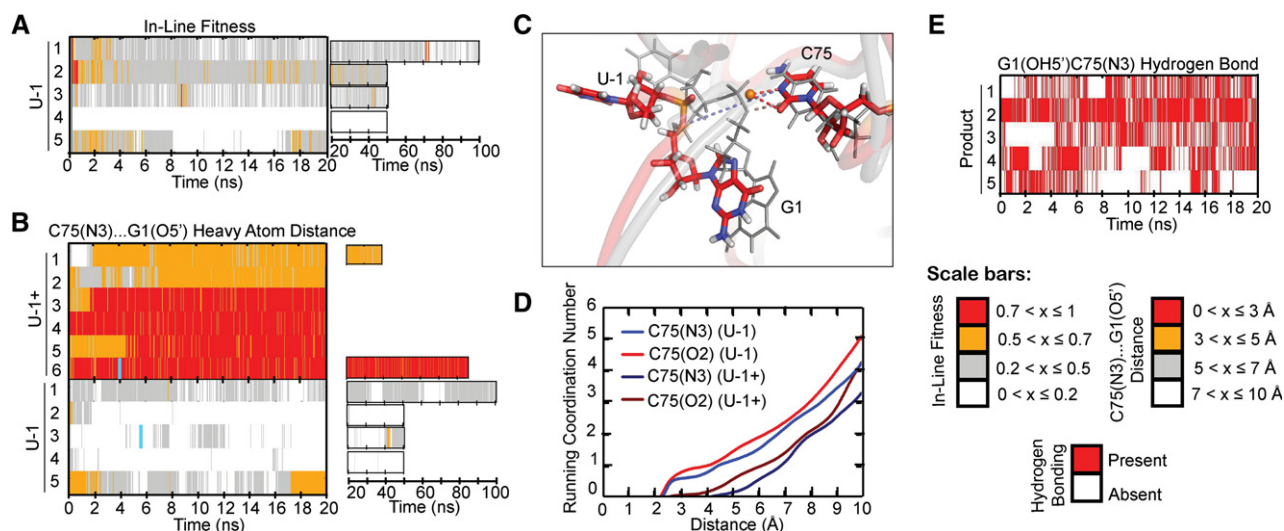 A
In-Line Fitness
U-1
1
2
3
4
5
0 2 4 6 8 10 12 14 16 18 20
20 40 60 80 100
Time (ns)
Time (ns)
B
C75(N3)...G1(O5') Heavy Atom Distance
U-1+
1
2
3
4
5
6
U-1
1
2
3
4
5
0 2 4 6 8 10 12 14 16 18 20
Time (ns)
20 40 60 80 100
Time (ns)
C
U-1
C75
G1
D
Running Coordination Number
6
5
4
3
2
1
0
C75(N3) (U-1)
C75(O2) (U-1)
C75(N3) (U-1+)
C75(O2) (U-1+)
1 2 3 4 5 6 7 8 9 10
Distance (Å)
E
G1(OH5')C75(N3) Hydrogen Bond
Product
1
2
3
4
5
0 2 4 6 8 10 12 14 16 18 20
Time (ns)
Scale bars:
In-Line Fitness
0.7 < x ≤ 1
0.5 < x ≤ 0.7
0.2 < x ≤ 0.5
0 < x ≤ 0.2
C75(N3)...G1(O5')
Distance
0 < x ≤ 3 Å
3 < x ≤ 5 Å
5 < x ≤ 7 Å
7 < x ≤ 10 Å
Hydrogen
Bonding
Present
Absent